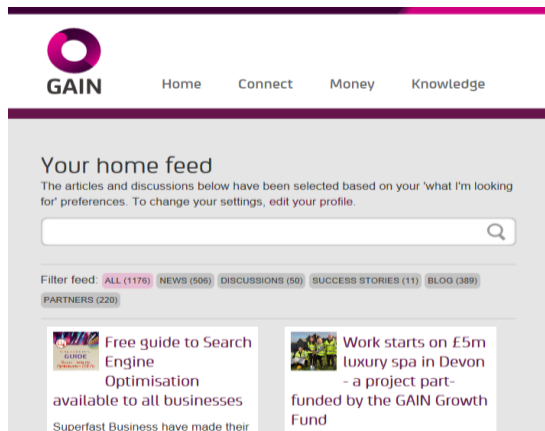 GAIN
Home Connect Money Knowledge
Your home feed
The articles and discussions below have been selected based on your 'what I'm looking
for' preferences. To change your settings, edit your profile.
Filter feed: ALL (1176) NEWS (506) DISCUSSIONS (50) SUCCESS STORIES (11) BLOG (389)
PARTNERS (220)
GUIDE
Free guide to Search
Engine
Optimisation
available to all businesses
Superfast Business have made their
Work starts on £5m
luxury spa in Devon
- a project part-
funded by the GAIN Growth
Fund